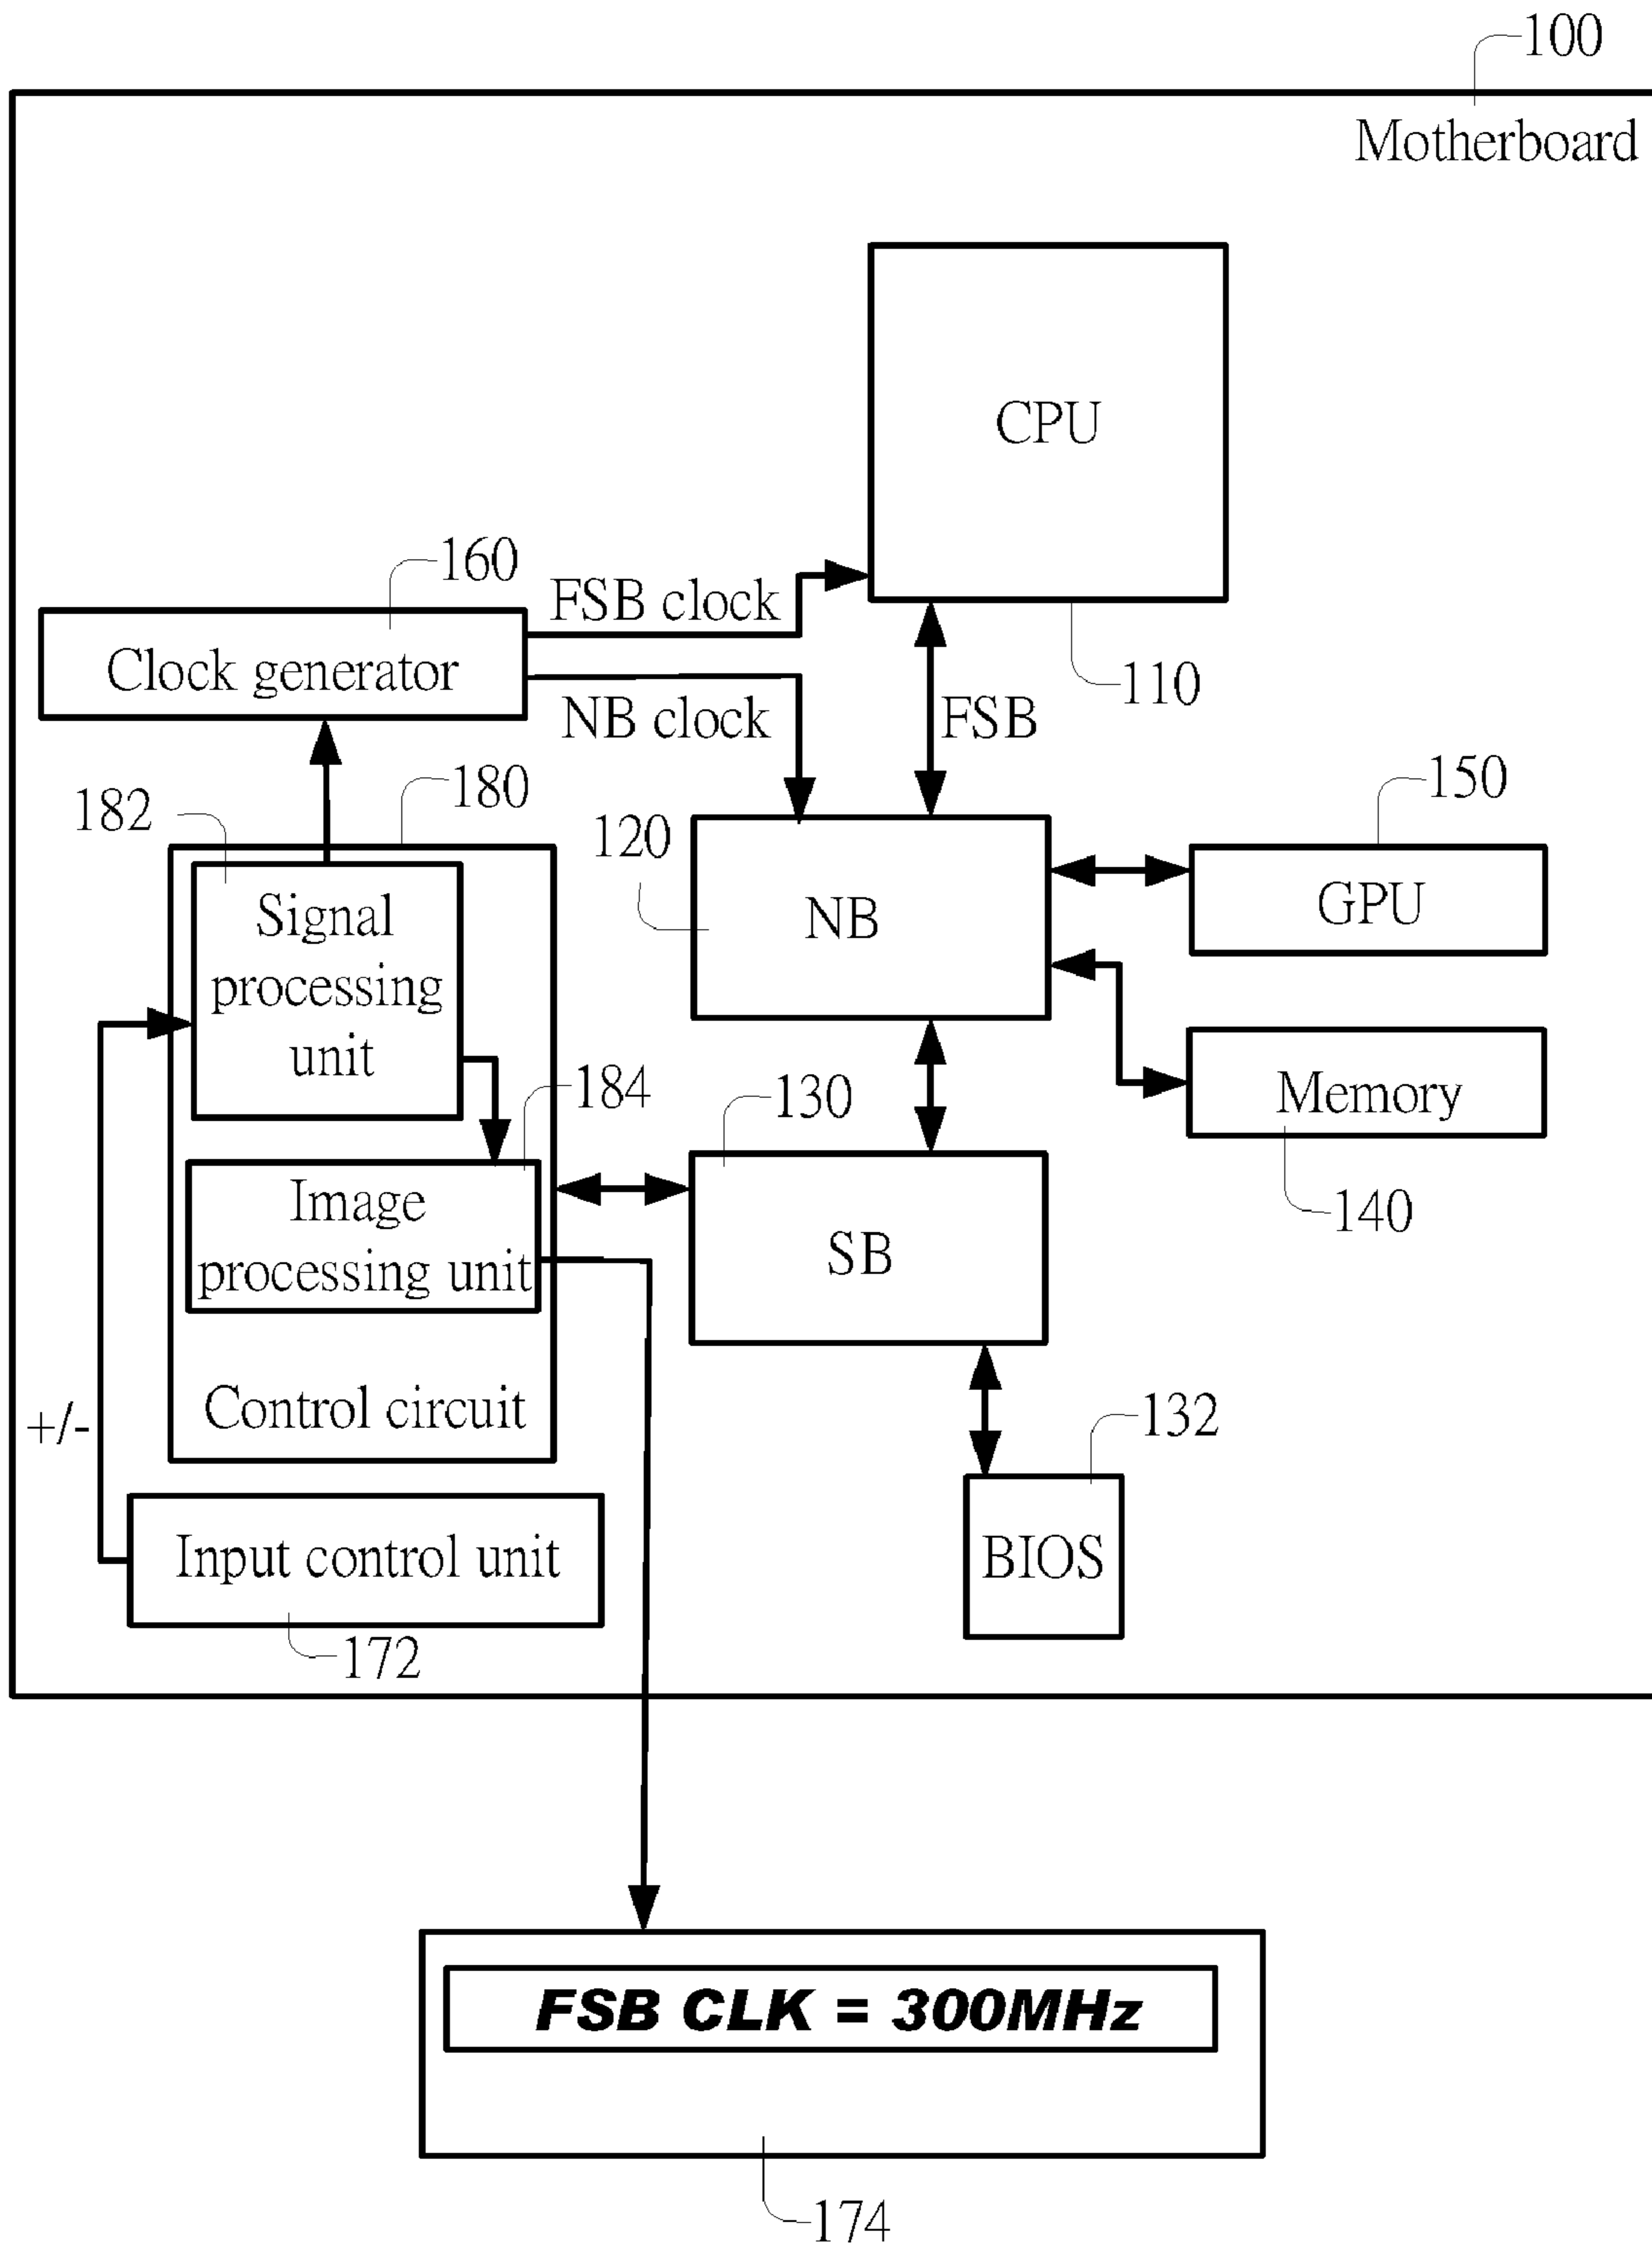 100
Motherboard
CPU
160
FSB clock
Clock generator
110
NB clock
FSB
150
180
182
120
GPU
NB
Signal
processing
unit
184
130
Memory
Image
processing unit
140
SB
Control circuit
+/-
132
Input control unit
BIOS
172
FSB CLK = 300MHz
174